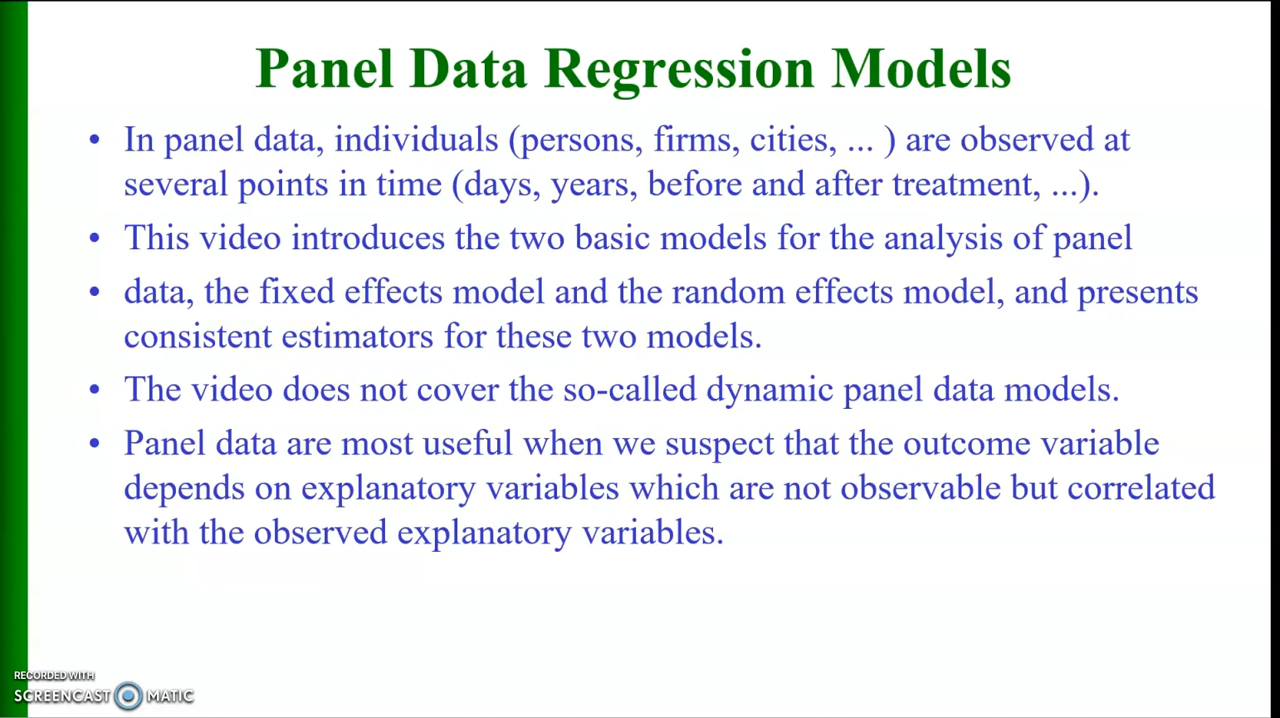 Panel Data Regression Models
• In panel data, individuals (persons, firms, cities, ... ) are observed at
several points in time (days, years, before and after treatment, ...).
• This video introduces the two basic models for the analysis of panel
• data, the fixed effects model and the random effects model, and presents
consistent estimators for these two models.
• The video does not cover the so-called dynamic panel data models.
• Panel data are most useful when we suspect that the outcome variable
depends on explanatory variables which are not observable but correlated
with the observed explanatory variables.
RECORDED WITH
SCREENCAST MATIC